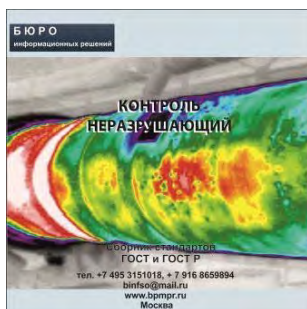 БЮРО
информационных решений
КОНТРОЛЬ
НЕРАЗРУШАЮЩИЙ
Сборник стандартов
ГОСТ и ГОСТ Р
тел. +7 495 3151018, + 7 916 8659894
binfso@mail.ru
www.bpmpr.ru
Москва